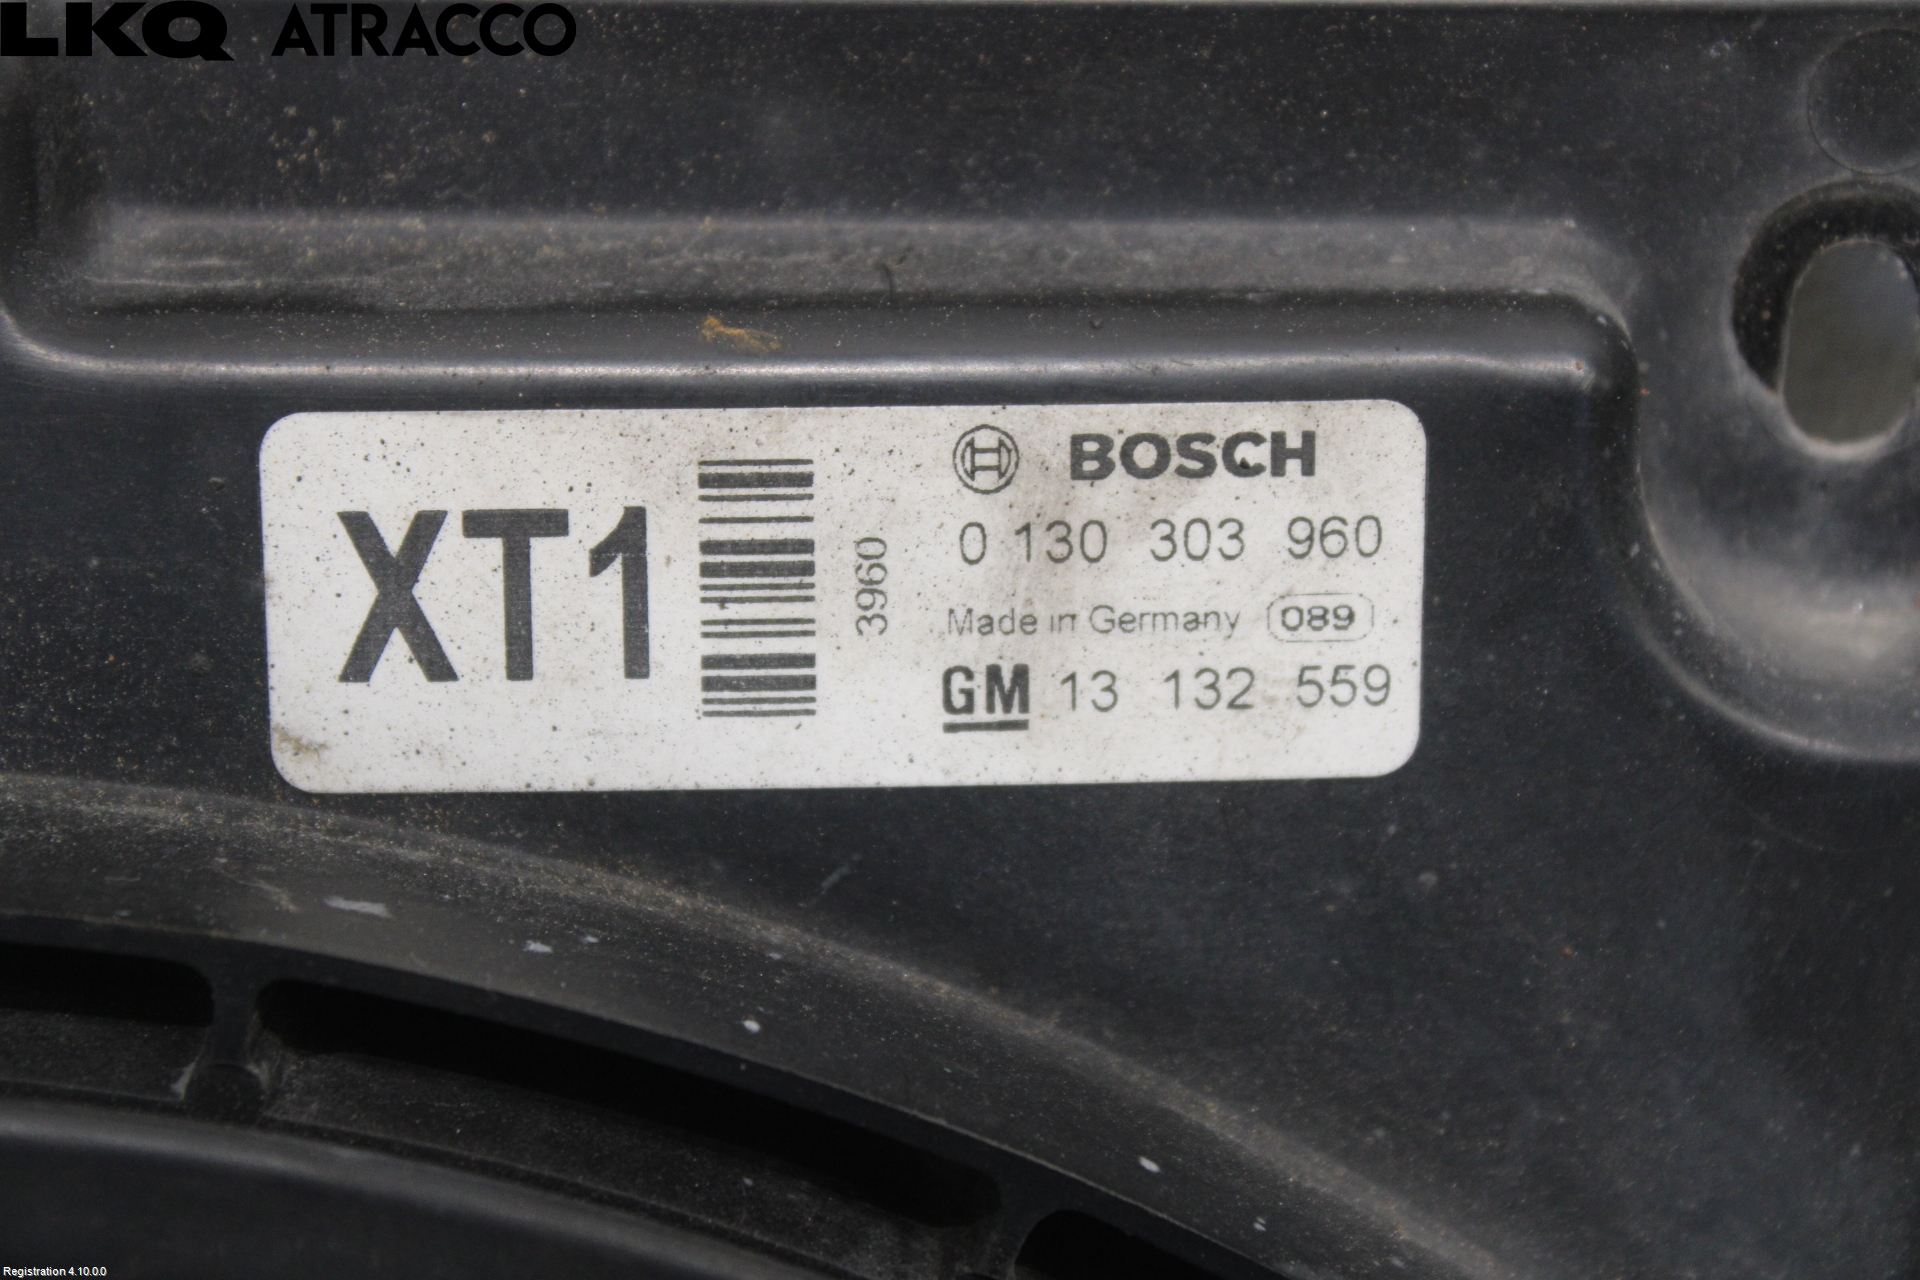 LKQ ATRACCO
XT1
3960
BOSCH
0 130 303 960
Made in Germany 089
GM 13 132 559
Registration 4.10.0.0